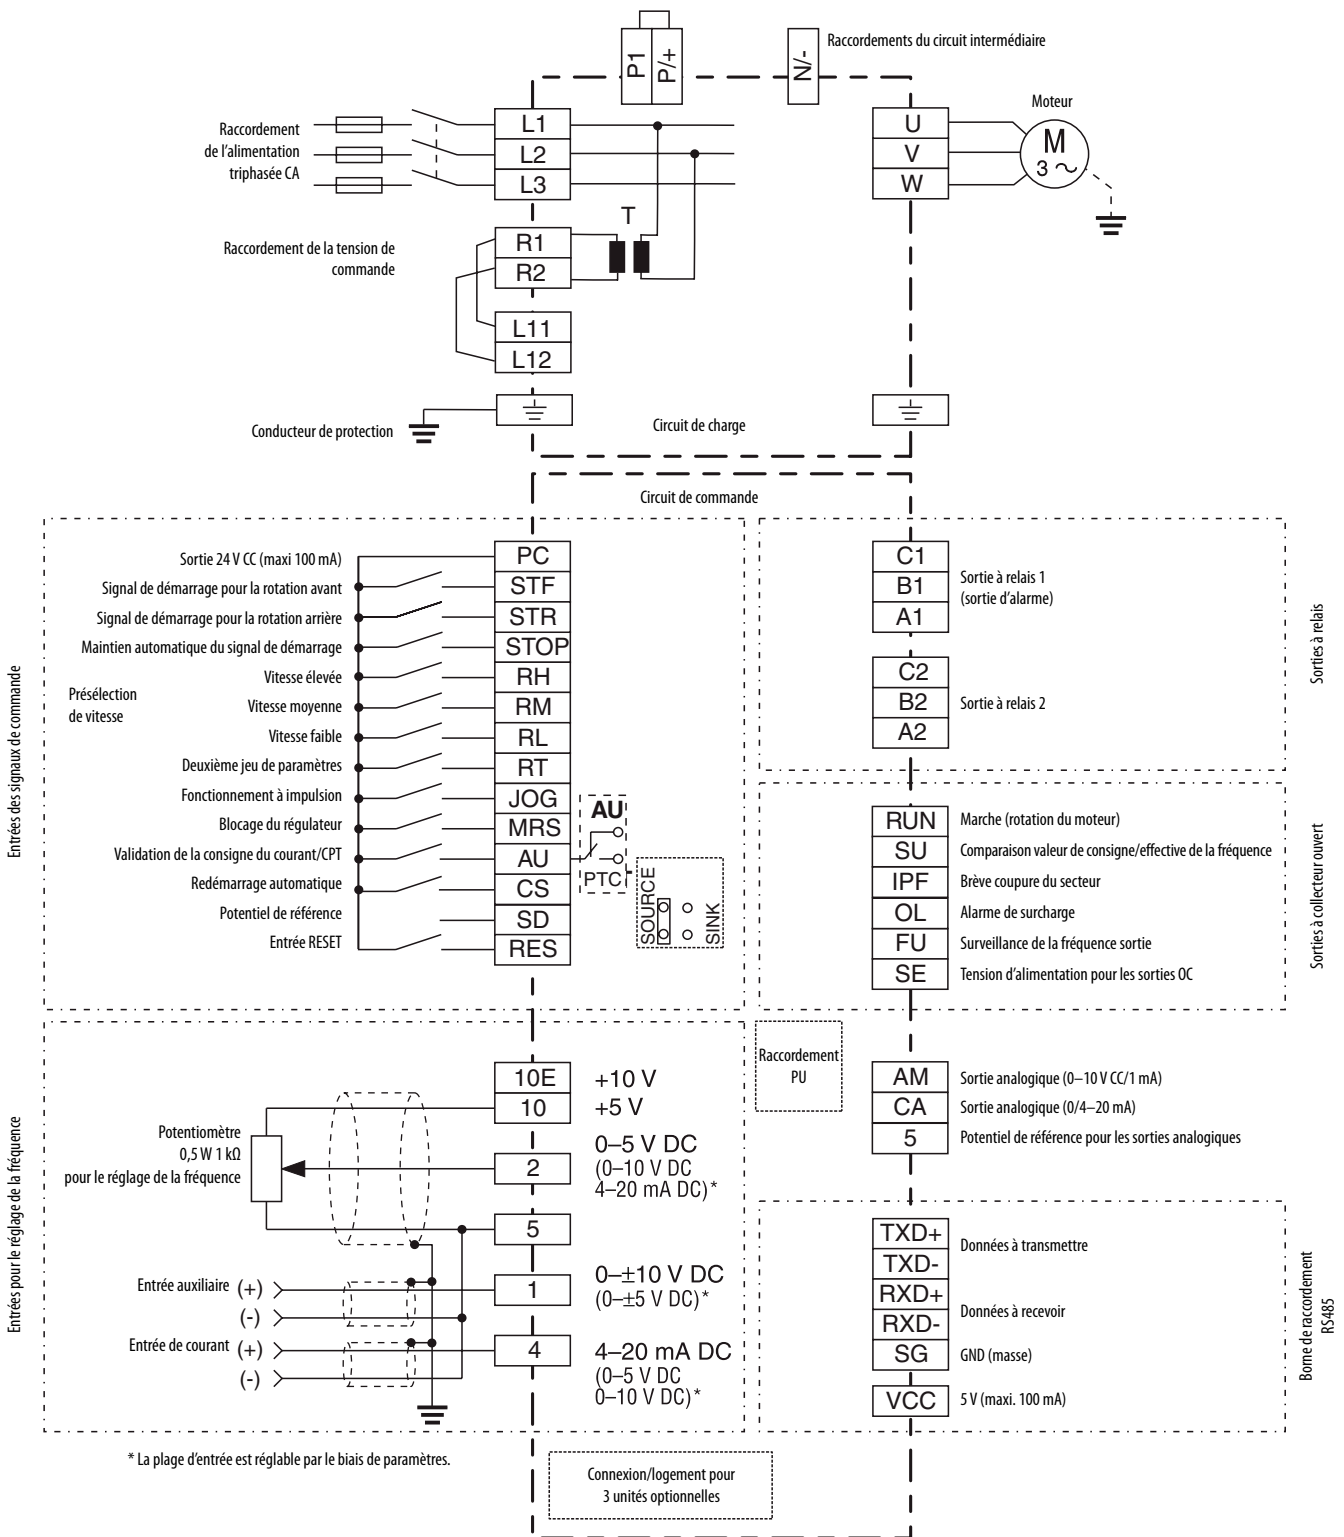 P1
P/+
N/-
Raccordements du circuit intermédiaire
Raccordement
de l'alimentation
triphasée CA
L1
L2
L3
U
V
W
Moteur
M
3 ~
Raccordement de la tension de
commande
R1
R2
T
L11
L12
Conducteur de protection
Circuit de charge
Circuit de commande
Entrées des signaux de commande
Sortie 24 V CC (maxi 100 mA)
PC
Signal de démarrage pour la rotation avant
STF
Signal de démarrage pour la rotation arrière
STR
Maintien automatique du signal de démarrage
STOP
Présélection
de vitesse
Vitesse élevée
RH
Vitesse moyenne
RM
Vitesse faible
RL
Deuxième jeu de paramètres
RT
Fonctionnement à impulsion
JOG
Blocage du régulateur
MRS
Validation de la consigne du courant/CPT
AU
Redémarrage automatique
CS
Potentiel de référence
SD
Entrée RESET
RES
AU
PTC
SOURCE
SINK
C1
B1
A1
Sortie à relais 1
(sortie d'alarme)
C2
B2
A2
Sortie à relais 2
Sorties à relais
RUN
Marche (rotation du moteur)
SU
Comparaison valeur de consigne/effective de la fréquence
IPF
Brève coupure du secteur
OL
Alarme de surcharge
FU
Surveillance de la fréquence sortie
SE
Tension d'alimentation pour les sorties OC
Sorties à collecteur ouvert
Entrées pour le réglage de la fréquence
10E
+10 V
10
+5 V
Potentiomètre
0,5 W 1 kΩ
pour le réglage de la fréquence
2
0–5 V DC
(0–10 V DC
4–20 mA DC)*
5
Entrée auxiliaire (+)
(-)
1
0–±10 V DC
(0–±5 V DC)*
Entrée de courant (+)
(-)
4
4–20 mA DC
(0–5 V DC
0–10 V DC)*
Raccordement
PU
AM
Sortie analogique (0–10 V CC/1 mA)
CA
Sortie analogique (0/4–20 mA)
5
Potentiel de référence pour les sorties analogiques
TXD+
TXD-
Données à transmettre
RXD+
RXD-
Données à recevoir
SG
GND (masse)
VCC
5 V (maxi. 100 mA)
Borne de raccordement
RS485
* La plage d'entrée est réglable par le biais de paramètres.
Connexion/logement pour
3 unités optionnelles